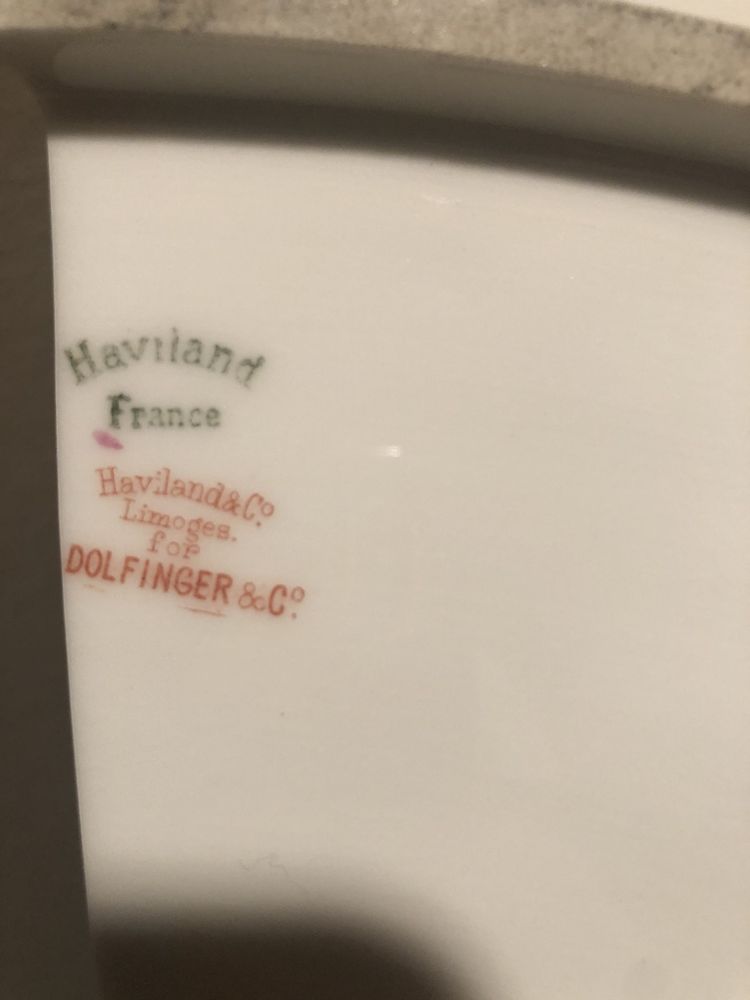 Haviland
France
Haviland & Co.
Limoges.
for
DOLFINGER & Co.